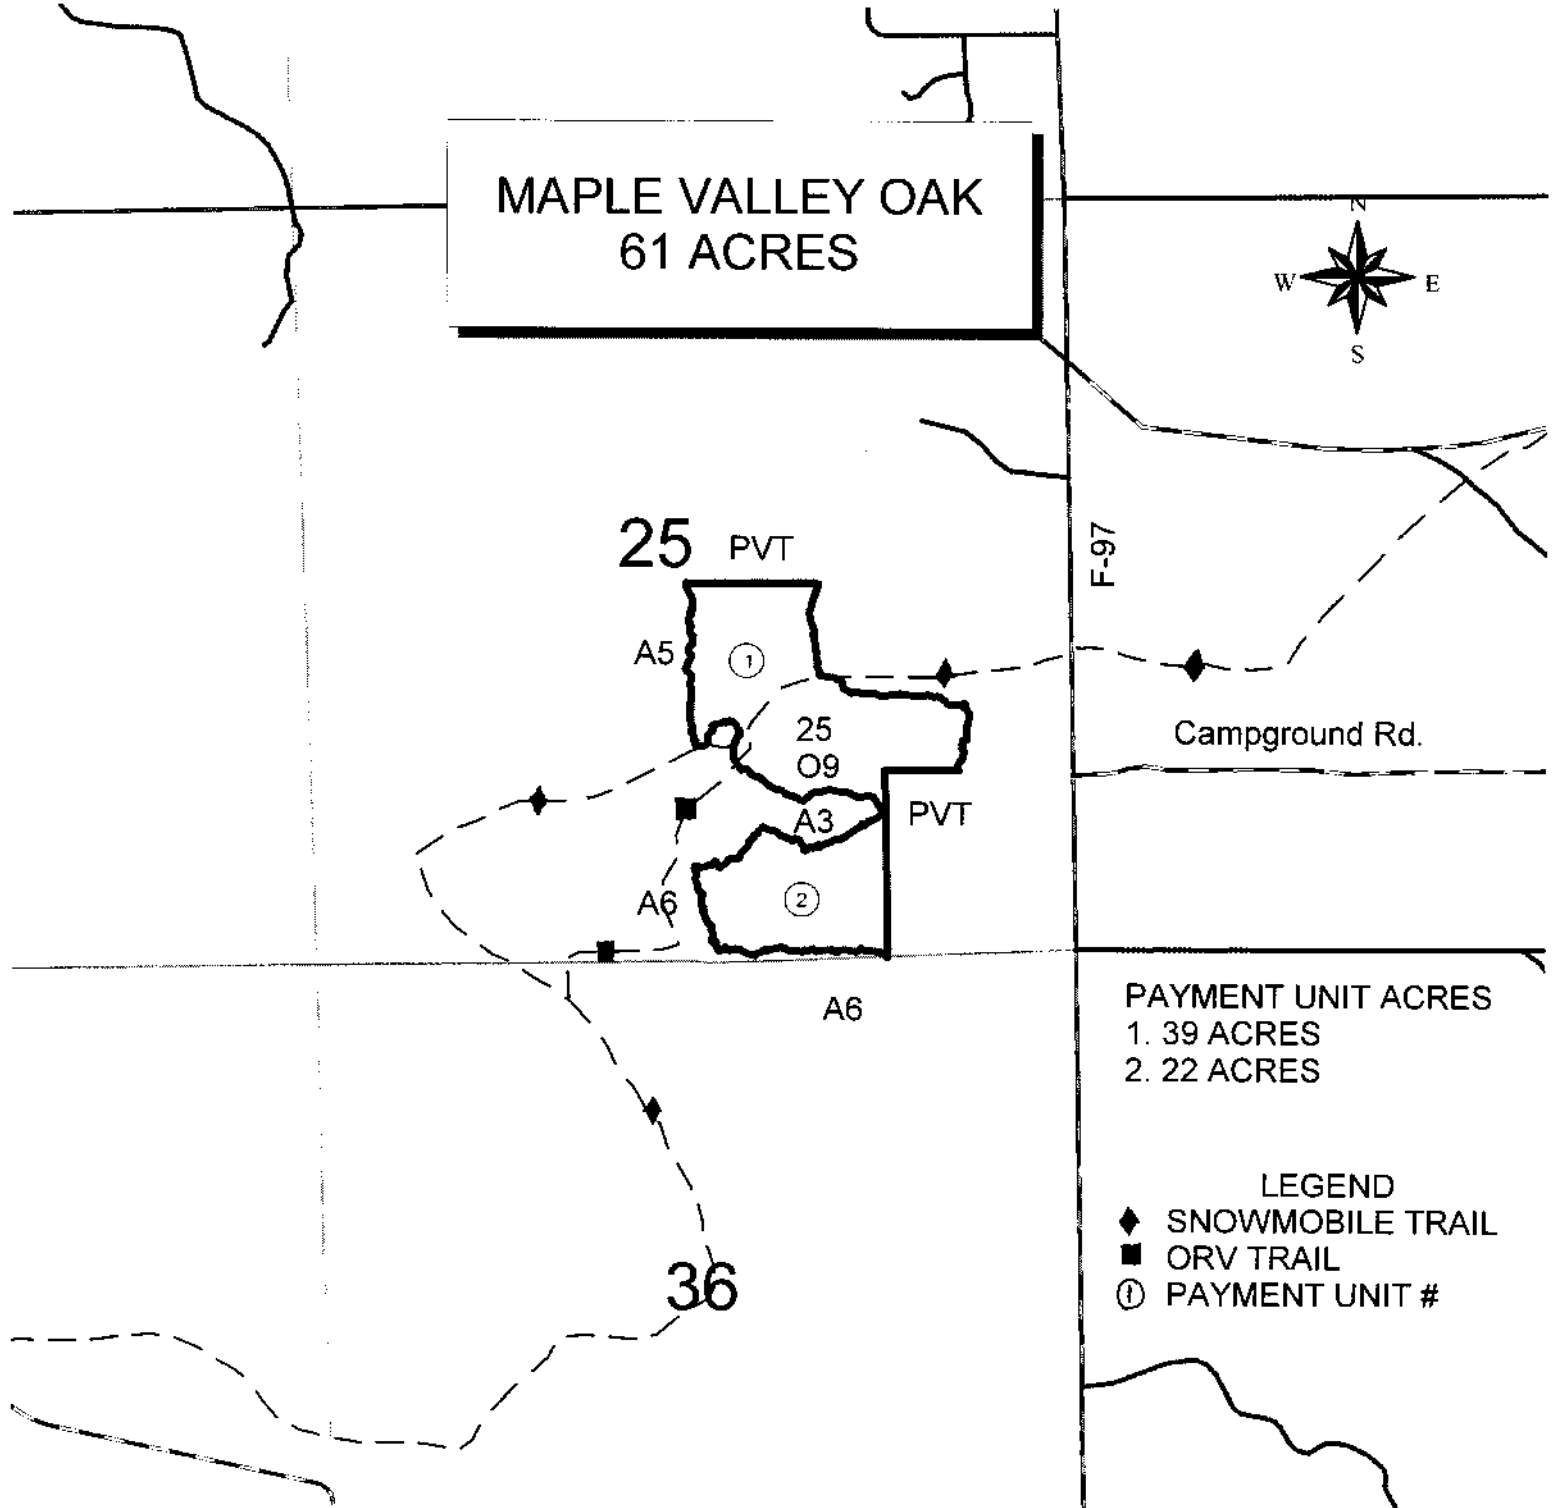 MAPLE VALLEY OAK
61 ACRES
N
W
E
S
25
PVT
F-97
A5
1
25
O9
Campground Rd.
A3
PVT
A6
2
A6
PAYMENT UNIT ACRES
1. 39 ACRES
2. 22 ACRES
36
LEGEND
SNOWMOBILE TRAIL
ORV TRAIL
1 PAYMENT UNIT #